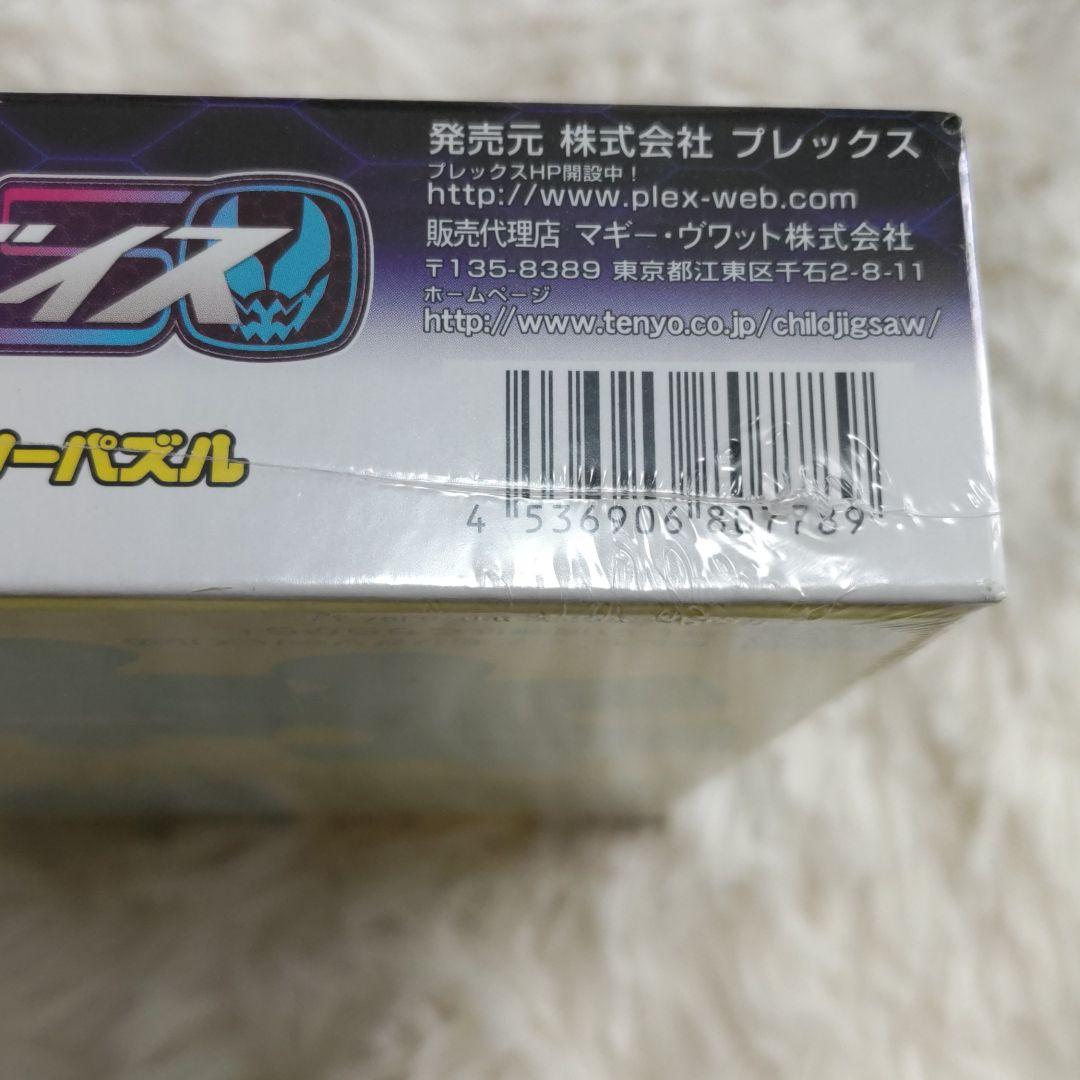 発売元 株式会社 プレックス
プレックスHP開設中！
http://www.plex-web.com
販売代理店 マギー・ヴワット株式会社
〒135-8389 東京都江東区千石2-8-11
ホームページ
http://www.tenyo.co.jp/childjigsaw/
イス
ーパズル
4 536906 807789